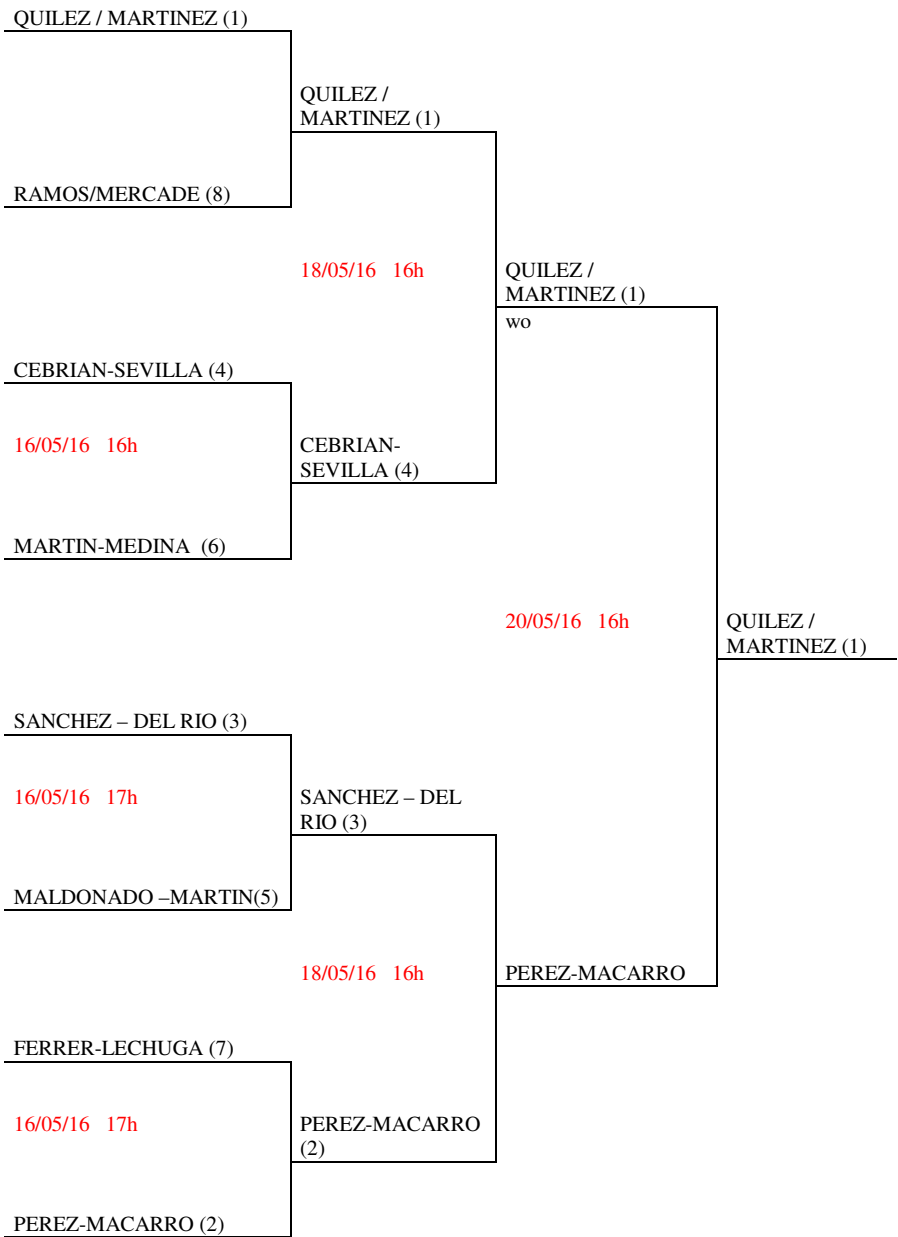 QUILEZ / MARTINEZ (1)
QUILEZ /
MARTINEZ (1)
RAMOS/MERCADE (8)
18/05/16 16h
QUILEZ /
MARTINEZ (1)
wo
CEBRIAN-SEVILLA (4)
16/05/16 16h
CEBRIAN-
SEVILLA (4)
MARTIN-MEDINA (6)
20/05/16 16h
QUILEZ /
MARTINEZ (1)
SANCHEZ – DEL RIO (3)
16/05/16 17h
SANCHEZ – DEL
RIO (3)
MALDONADO –MARTIN(5)
18/05/16 16h
PEREZ-MACARRO
FERRER-LECHUGA (7)
16/05/16 17h
PEREZ-MACARRO
(2)
PEREZ-MACARRO (2)